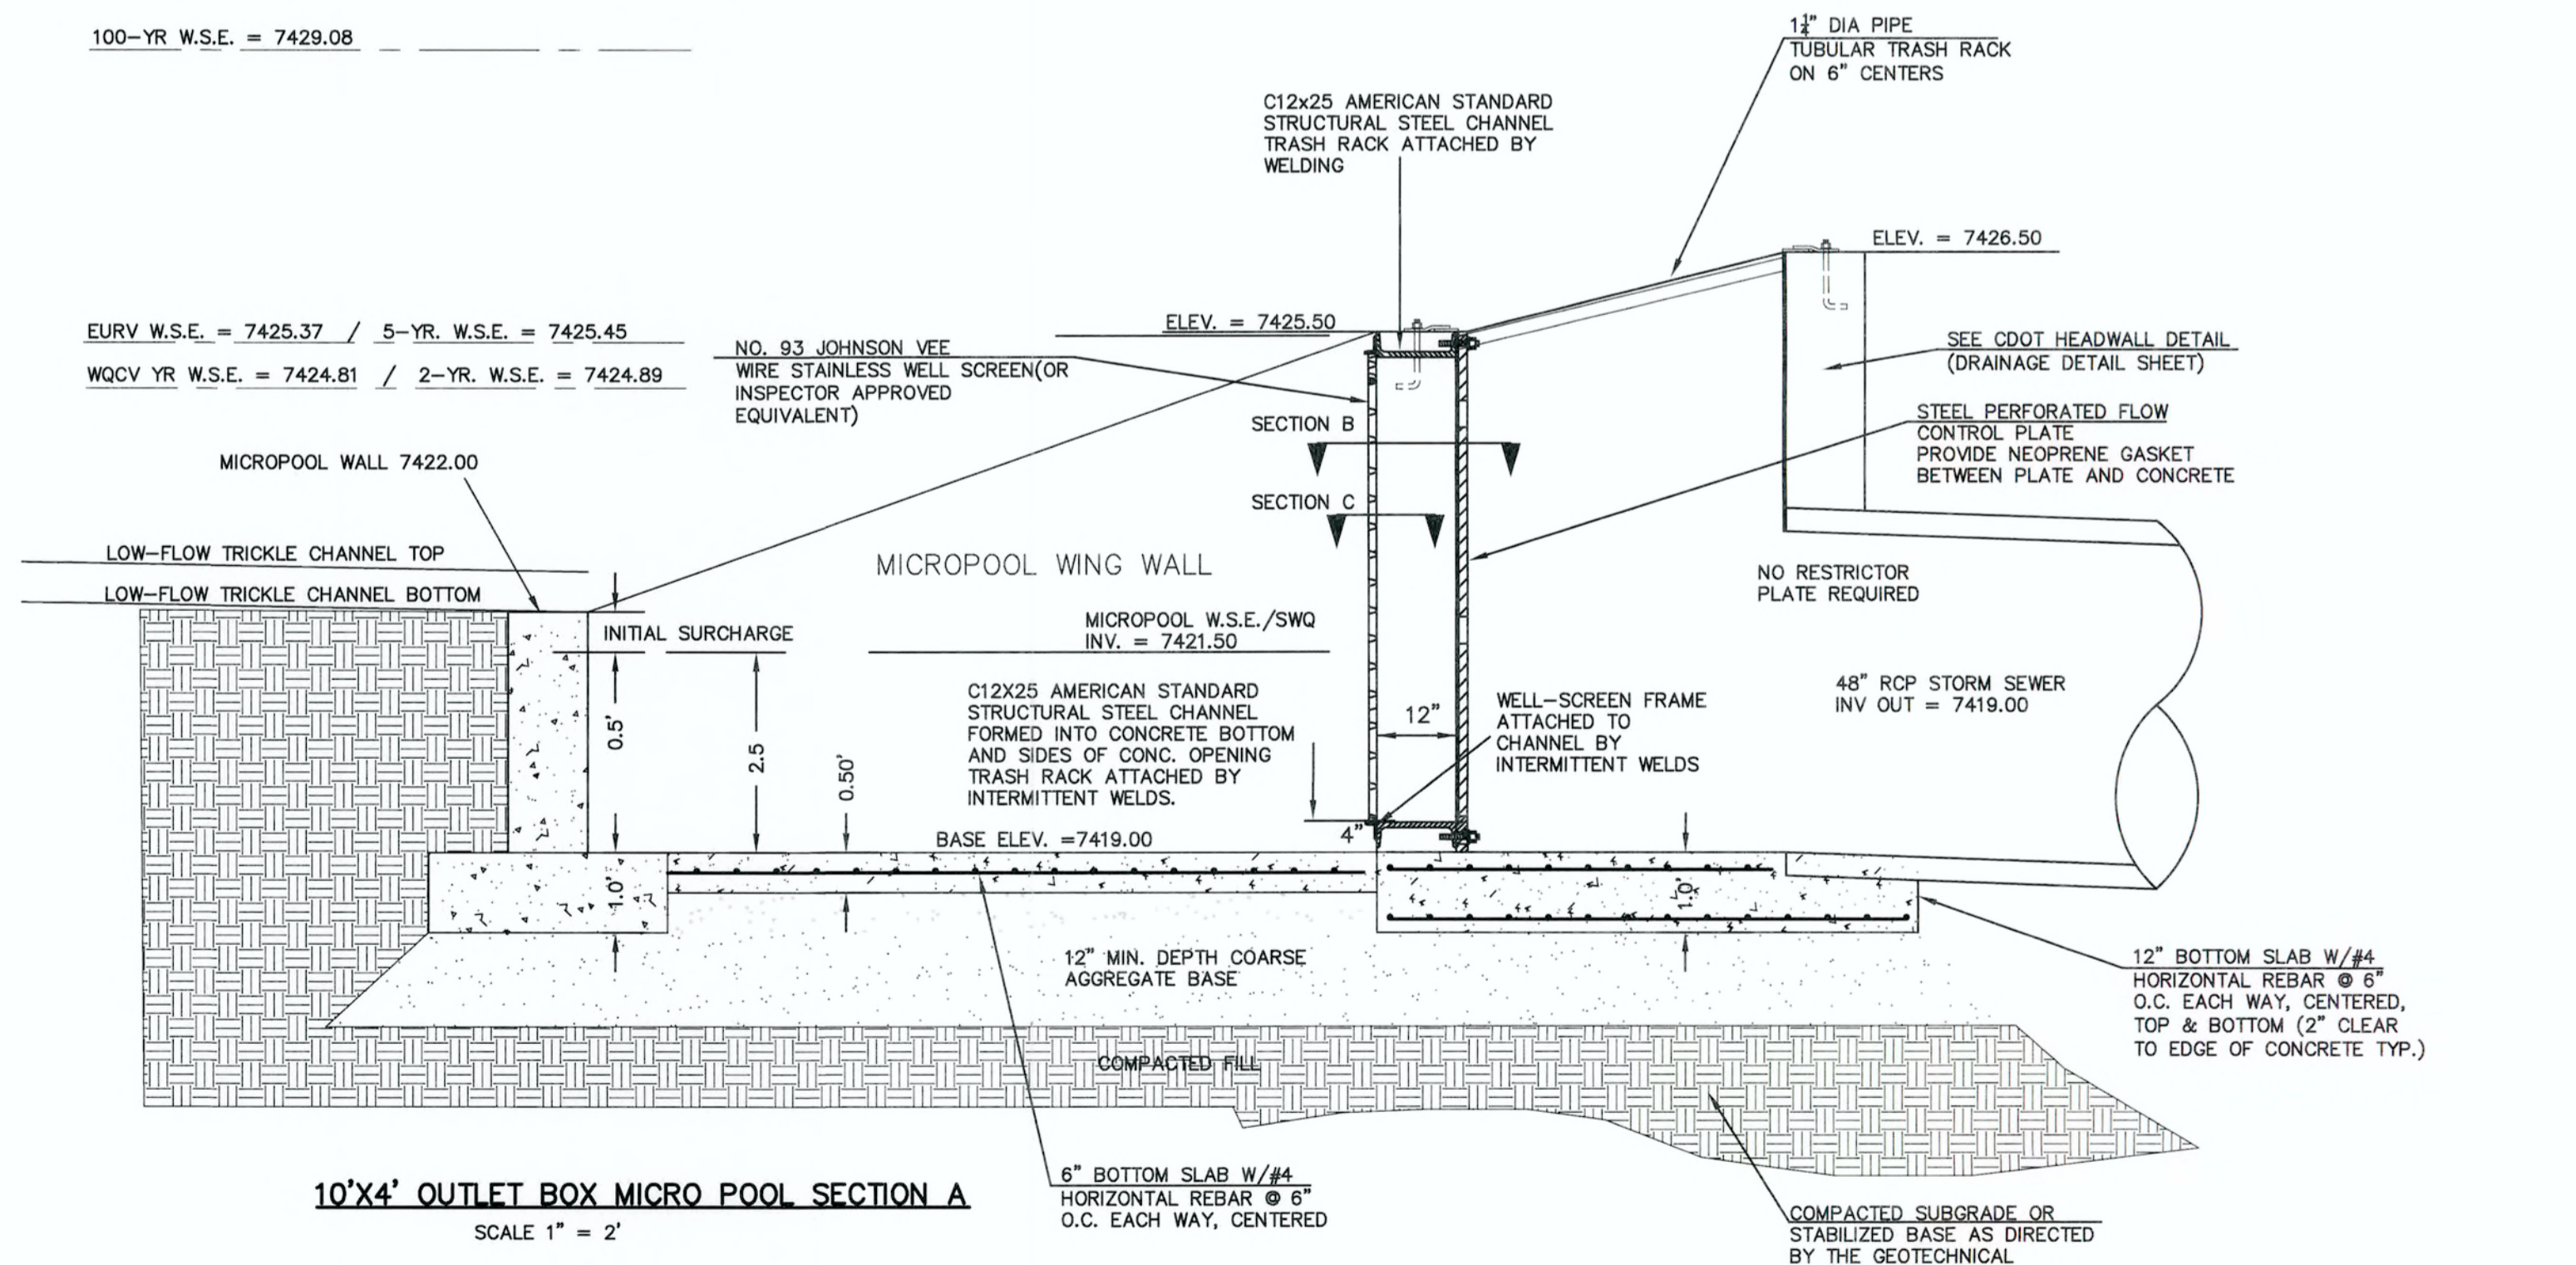 100-YR W.S.E. = 7429.08
1¼" DIA PIPE
TUBULAR TRASH RACK
ON 6" CENTERS
C12x25 AMERICAN STANDARD
STRUCTURAL STEEL CHANNEL
TRASH RACK ATTACHED BY
WELDING
ELEV. = 7426.50
ELEV. = 7425.50
EURV W.S.E. = 7425.37 / 5-YR. W.S.E. = 7425.45
WQCV YR W.S.E. = 7424.81 / 2-YR. W.S.E. = 7424.89
NO. 93 JOHNSON VEE
WIRE STAINLESS WELL SCREEN(OR
INSPECTOR APPROVED
EQUIVALENT)
SEE CDOT HEADWALL DETAIL
(DRAINAGE DETAIL SHEET)
SECTION B
STEEL PERFORATED FLOW
CONTROL PLATE
PROVIDE NEOPRENE GASKET
BETWEEN PLATE AND CONCRETE
MICROPOOL WALL 7422.00
SECTION C
LOW-FLOW TRICKLE CHANNEL TOP
LOW-FLOW TRICKLE CHANNEL BOTTOM
MICROPOOL WING WALL
NO RESTRICTOR
PLATE REQUIRED
INITIAL SURCHARGE
MICROPOOL W.S.E./SWQ
INV. = 7421.50
C12X25 AMERICAN STANDARD
STRUCTURAL STEEL CHANNEL
FORMED INTO CONCRETE BOTTOM
AND SIDES OF CONC. OPENING
TRASH RACK ATTACHED BY
INTERMITTENT WELDS.
48" RCP STORM SEWER
INV OUT = 7419.00
WELL-SCREEN FRAME
ATTACHED TO
CHANNEL BY
INTERMITTENT WELDS
12"
0.5'
2.5
0.50'
4"
BASE ELEV. =7419.00
1.0'
1.0'
12" MIN. DEPTH COARSE
AGGREGATE BASE
12" BOTTOM SLAB W/#4
HORIZONTAL REBAR @ 6"
O.C. EACH WAY, CENTERED,
TOP & BOTTOM (2" CLEAR
TO EDGE OF CONCRETE TYP.)
COMPACTED FILL
6" BOTTOM SLAB W/#4
HORIZONTAL REBAR @ 6"
O.C. EACH WAY, CENTERED
10'X4' OUTLET BOX MICRO POOL SECTION A
SCALE 1" = 2'
COMPACTED SUBGRADE OR
STABILIZED BASE AS DIRECTED
BY THE GEOTECHNICAL